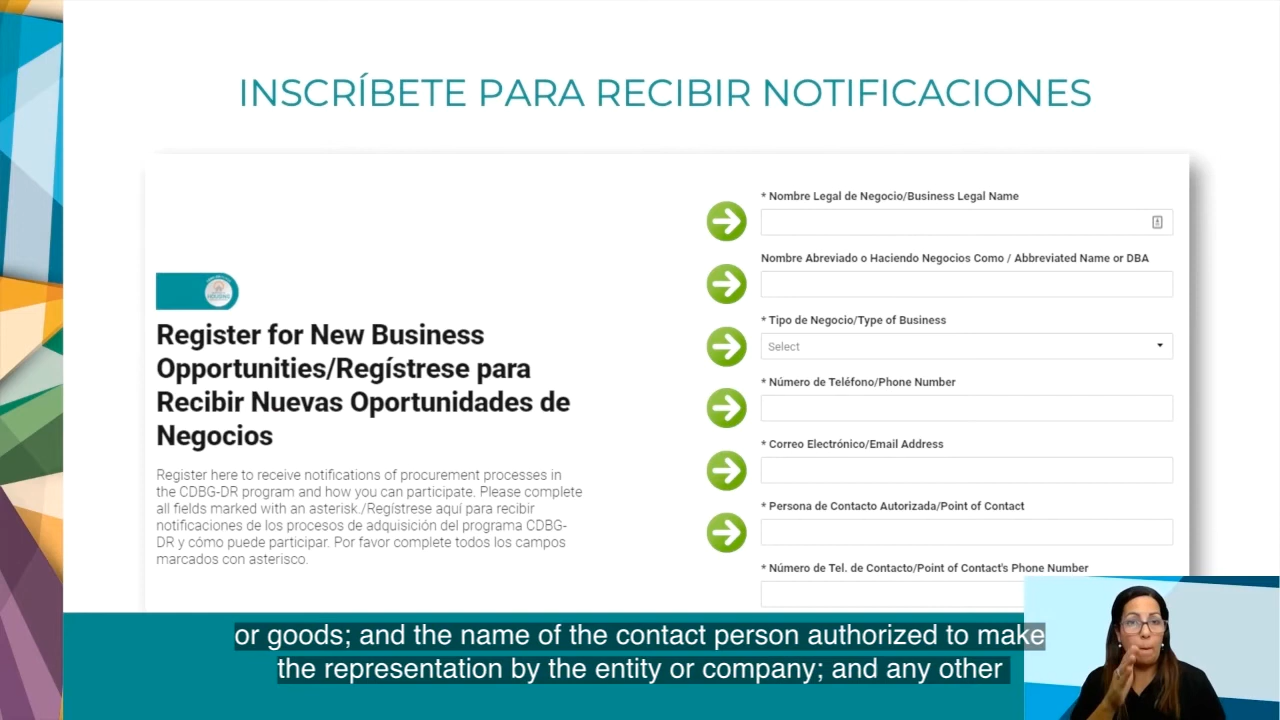 INSCRÍBETE PARA RECIBIR NOTIFICACIONES
Register for New Business
Opportunities/Regístrese para
Recibir Nuevas Oportunidades de
Negocios
Register here to receive notifications of procurement processes in
the CDBG-DR program and how you can participate. Please complete
all fields marked with an asterisk./Regístrese aquí para recibir
notificaciones de los procesos de adquisición del programa CDBG-
DR y cómo puede participar. Por favor complete todos los campos
marcados con asterisco.
* Nombre Legal de Negocio/Business Legal Name
Nombre Abreviado o Haciendo Negocios Como / Abbreviated Name or DBA
* Tipo de Negocio/Type of Business
Select
* Número de Teléfono/Phone Number
* Correo Electrónico/Email Address
* Persona de Contacto Autorizada/Point of Contact
* Número de Tel. de Contacto/Point of Contact's Phone Number
or goods; and the name of the contact person authorized to make
the representation by the entity or company; and any other